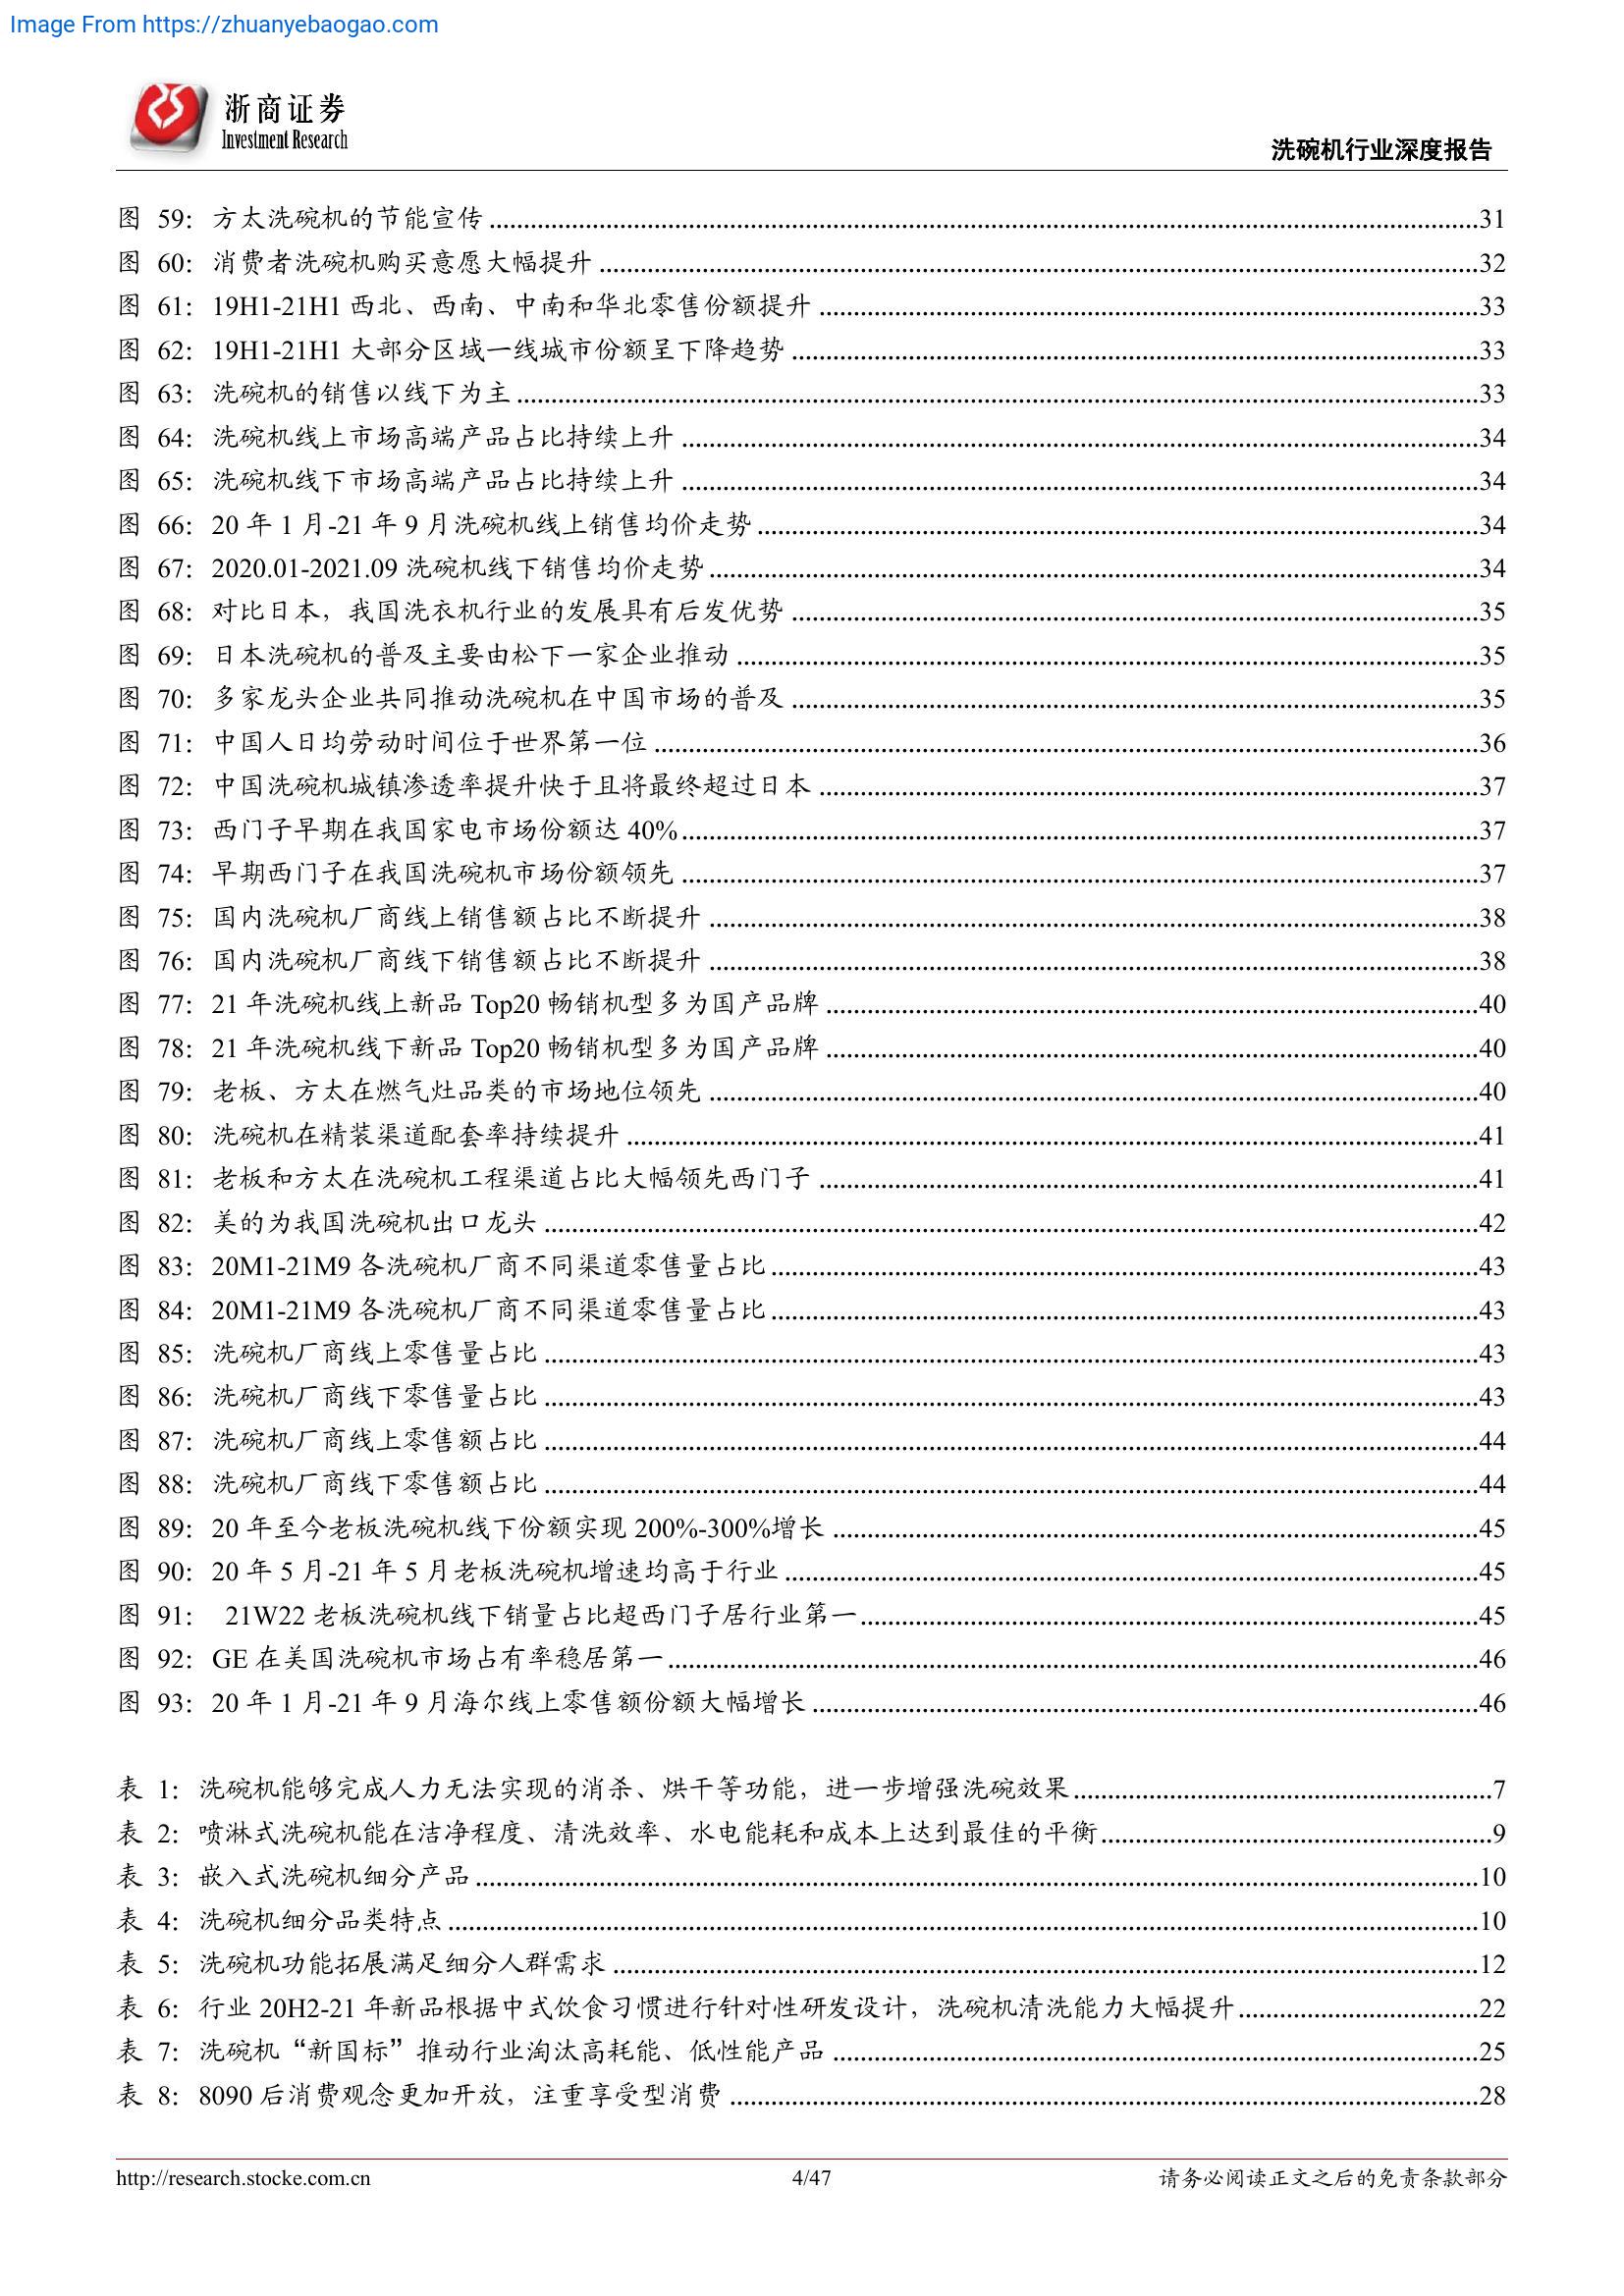 Image From https://zhuanyebaogao.com
浙商证券
Investment Research
洗碗机行业深度报告
图 59：方太洗碗机的节能宣传 ........ 31
图 60：消费者洗碗机购买意愿大幅提升 ........ 32
图 61：19H1-21H1 西北、西南、中南和华北零售份额提升 ........ 33
图 62：19H1-21H1 大部分区域一线城市份额呈下降趋势 ........ 33
图 63：洗碗机的销售以线下为主 ........ 33
图 64：洗碗机线上市场高端产品占比持续上升 ........ 34
图 65：洗碗机线下市场高端产品占比持续上升 ........ 34
图 66：20 年 1 月-21 年 9 月洗碗机线上销售均价走势 ........ 34
图 67：2020.01-2021.09 洗碗机线下销售均价走势 ........ 34
图 68：对比日本，我国洗衣机行业的发展具有后发优势 ........ 35
图 69：日本洗碗机的普及主要由松下一家企业推动 ........ 35
图 70：多家龙头企业共同推动洗碗机在中国市场的普及 ........ 35
图 71：中国人日均劳动时间位于世界第一位 ........ 36
图 72：中国洗碗机城镇渗透率提升快于且将最终超过日本 ........ 37
图 73：西门子早期在我国家电市场份额达 40% ........ 37
图 74：早期西门子在我国洗碗机市场份额领先 ........ 37
图 75：国内洗碗机厂商线上销售额占比不断提升 ........ 38
图 76：国内洗碗机厂商线下销售额占比不断提升 ........ 38
图 77：21 年洗碗机线上新品 Top20 畅销机型多为国产品牌 ........ 40
图 78：21 年洗碗机线下新品 Top20 畅销机型多为国产品牌 ........ 40
图 79：老板、方太在燃气灶品类的市场地位领先 ........ 40
图 80：洗碗机在精装渠道配套率持续提升 ........ 41
图 81：老板和方太在洗碗机工程渠道占比大幅领先西门子 ........ 41
图 82：美的为我国洗碗机出口龙头 ........ 42
图 83：20M1-21M9 各洗碗机厂商不同渠道零售量占比 ........ 43
图 84：20M1-21M9 各洗碗机厂商不同渠道零售量占比 ........ 43
图 85：洗碗机厂商线上零售量占比 ........ 43
图 86：洗碗机厂商线下零售量占比 ........ 43
图 87：洗碗机厂商线上零售额占比 ........ 44
图 88：洗碗机厂商线下零售额占比 ........ 44
图 89：20 年至今老板洗碗机线下份额实现 200%-300%增长 ........ 45
图 90：20 年 5 月-21 年 5 月老板洗碗机增速均高于行业 ........ 45
图 91： 21W22 老板洗碗机线下销量占比超西门子居行业第一 ........ 45
图 92：GE 在美国洗碗机市场占有率稳居第一 ........ 46
图 93：20 年 1 月-21 年 9 月海尔线上零售额份额大幅增长 ........ 46
表 1：洗碗机能够完成人力无法实现的消杀、烘干等功能，进一步增强洗碗效果 ........ 7
表 2：喷淋式洗碗机能在洁净程度、清洗效率、水电能耗和成本上达到最佳的平衡 ........ 9
表 3：嵌入式洗碗机细分产品 ........ 10
表 4：洗碗机细分品类特点 ........ 10
表 5：洗碗机功能拓展满足细分人群需求 ........ 12
表 6：行业 20H2-21 年新品根据中式饮食习惯进行针对性研发设计，洗碗机清洗能力大幅提升 ........ 22
表 7：洗碗机“新国标”推动行业淘汰高耗能、低性能产品 ........ 25
表 8：8090 后消费观念更加开放，注重享受型消费 ........ 28
http://research.stocke.com.cn 4/47 请务必阅读正文之后的免责条款部分